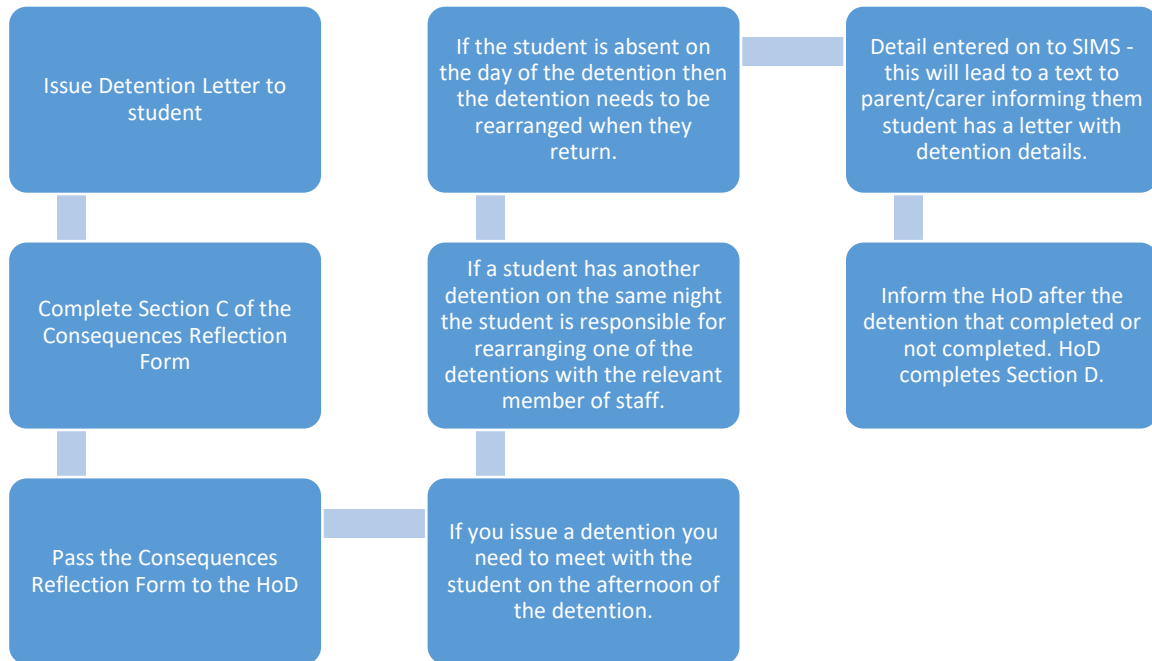 Issue Detention Letter to
student
Complete Section C of the
Consequences Reflection
Form
Pass the Consequences
Reflection Form to the HoD
If you issue a detention you
need to meet with the
student on the afternoon of
the detention.
If a student has another
detention on the same night
the student is responsible for
rearranging one of the
detentions with the relevant
member of staff.
If the student is absent on
the day of the detention then
the detention needs to be
rearranged when they
return.
Detail entered on to SIMS -
this will lead to a text to
parent/carer informing them
student has a letter with
detention details.
Inform the HoD after the
detention that completed or
not completed. HoD
completes Section D.